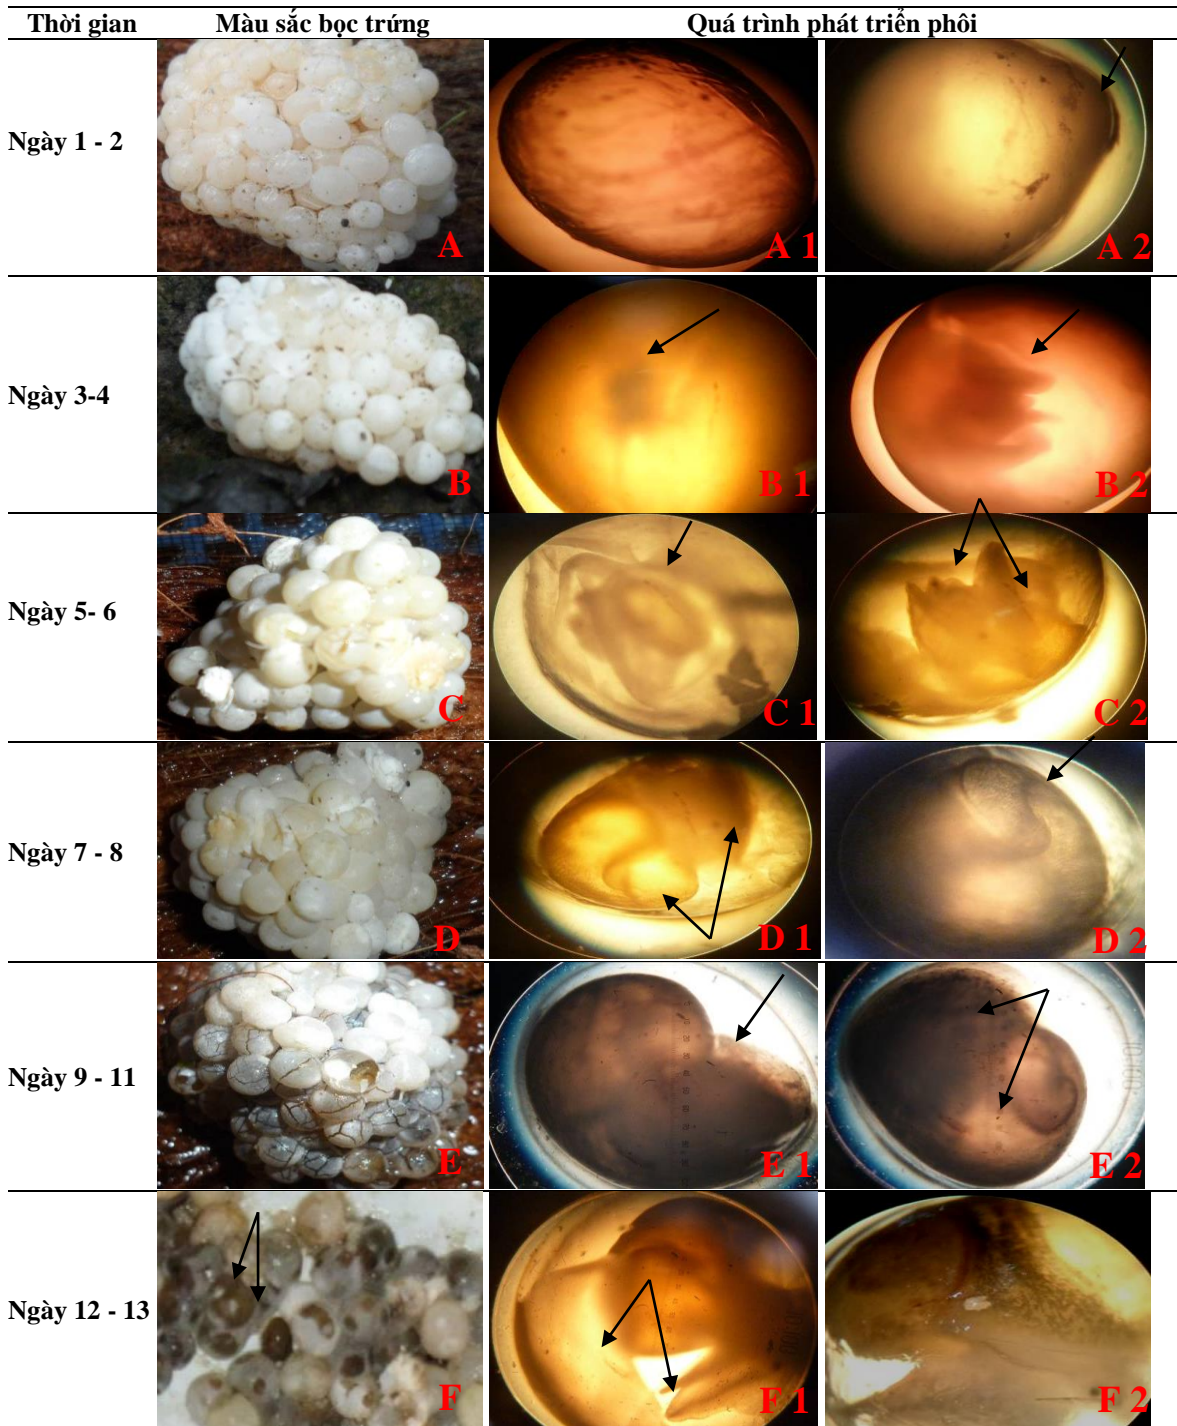 Thời gian Màu sắc bọc trứng Quá trình phát triển phôi
Ngày 1 - 2
A A 1 A 2
Ngày 3-4
B B 1 B 2
Ngày 5- 6
C C 1 C 2
Ngày 7 - 8
D D 1 D 2
Ngày 9 - 11
E E 1 E 2
Ngày 12 - 13
F F 1 F 2